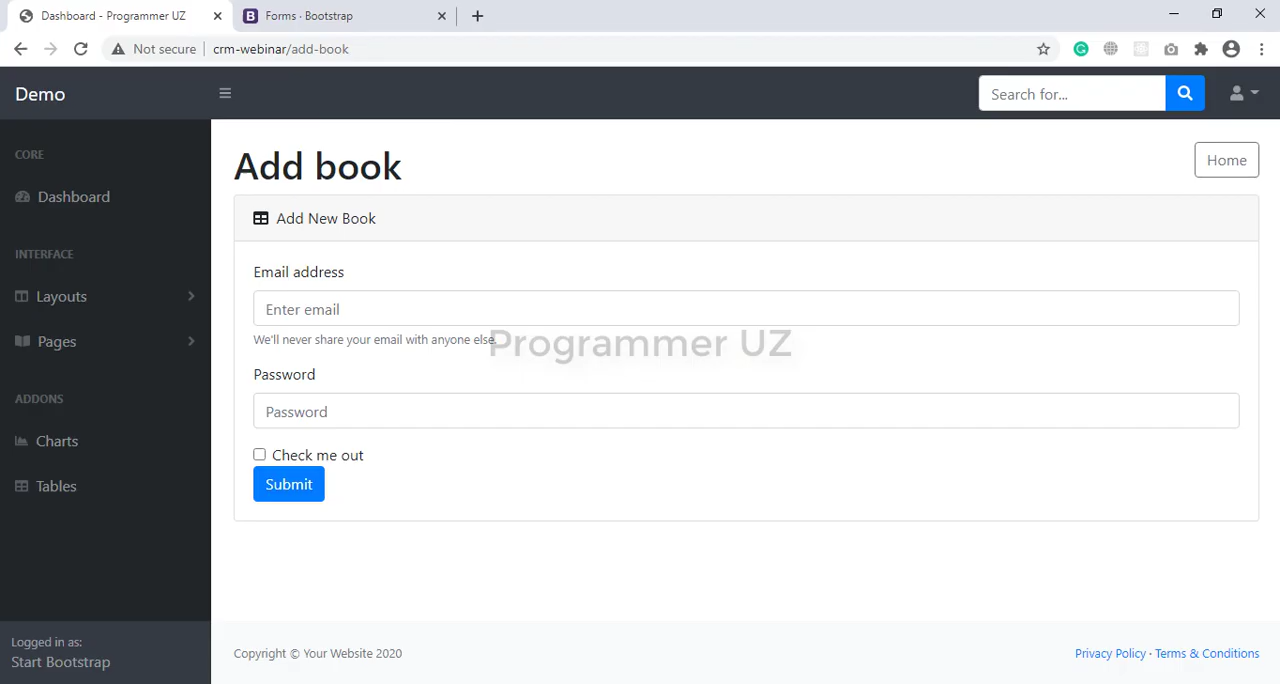 Dashboard - Programmer UZ
Forms · Bootstrap
Not secure
crm-webinar/add-book
Demo
Search for...
CORE
Dashboard
INTERFACE
Layouts
Pages
ADDONS
Charts
Tables
Logged in as:
Start Bootstrap
Add book
Home
Add New Book
Email address
Enter email
We'll never share your email with anyone else.
Programmer UZ
Password
Password
Check me out
Submit
Copyright © Your Website 2020
Privacy Policy · Terms & Conditions